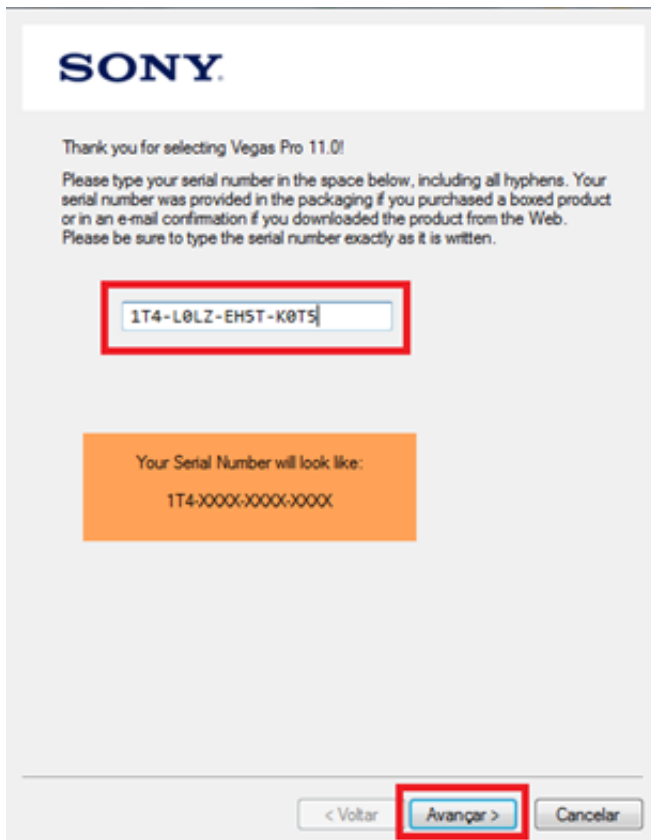 SONY.
Thank you for selecting Vegas Pro 11.0!
Please type your serial number in the space below, including all hyphens. Your
serial number was provided in the packaging if you purchased a boxed product
or in an e-mail confirmation if you downloaded the product from the Web.
Please be sure to type the serial number exactly as it is written.
1T4-L0LZ-EH5T-K0T5
Your Serial Number will look like:
1T4-XXXX-XXXX-XXXX
< Voltar Avançar > Cancelar